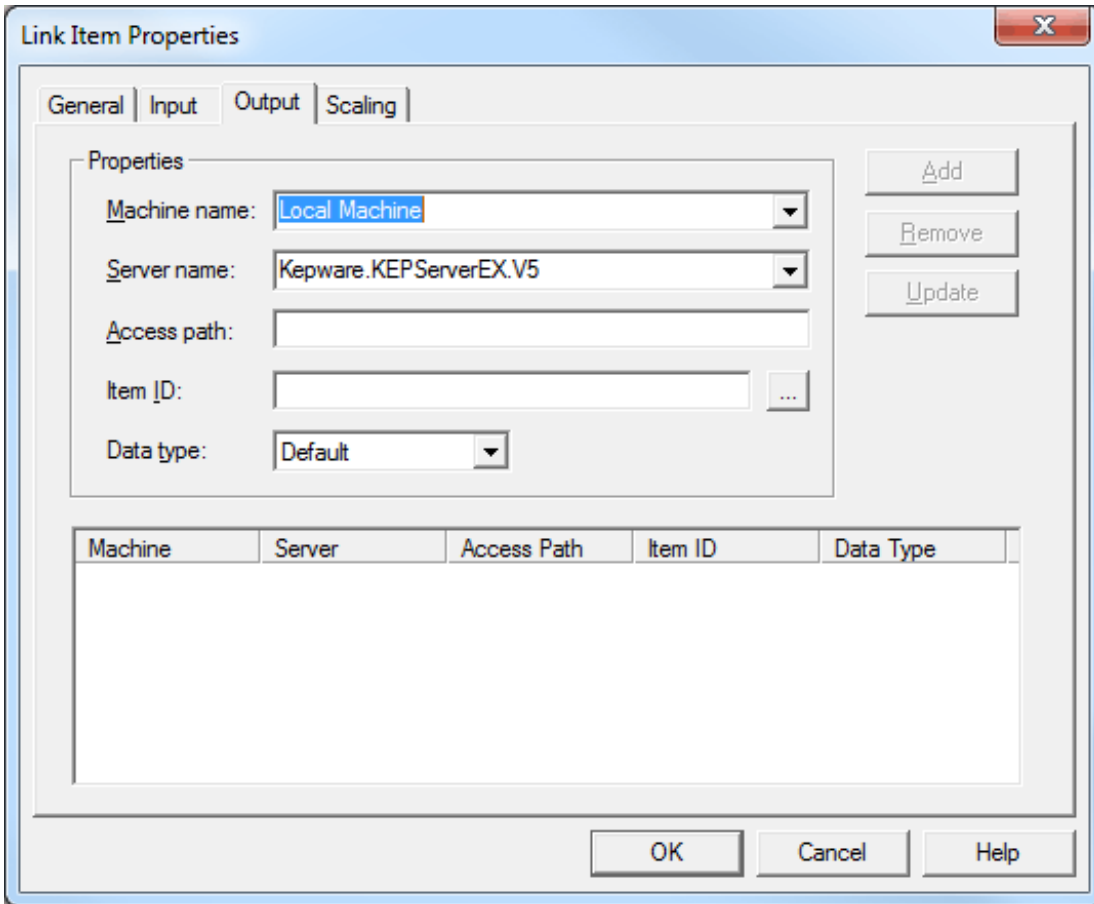 Link Item Properties
General Input Output Scaling
Properties
Machine name: Local Machine
Server name: Kepware.KEPServerEX.V5
Access path:
Item ID: ...
Data type: Default
Add
Remove
Update
Machine Server Access Path Item ID Data Type
OK Cancel Help